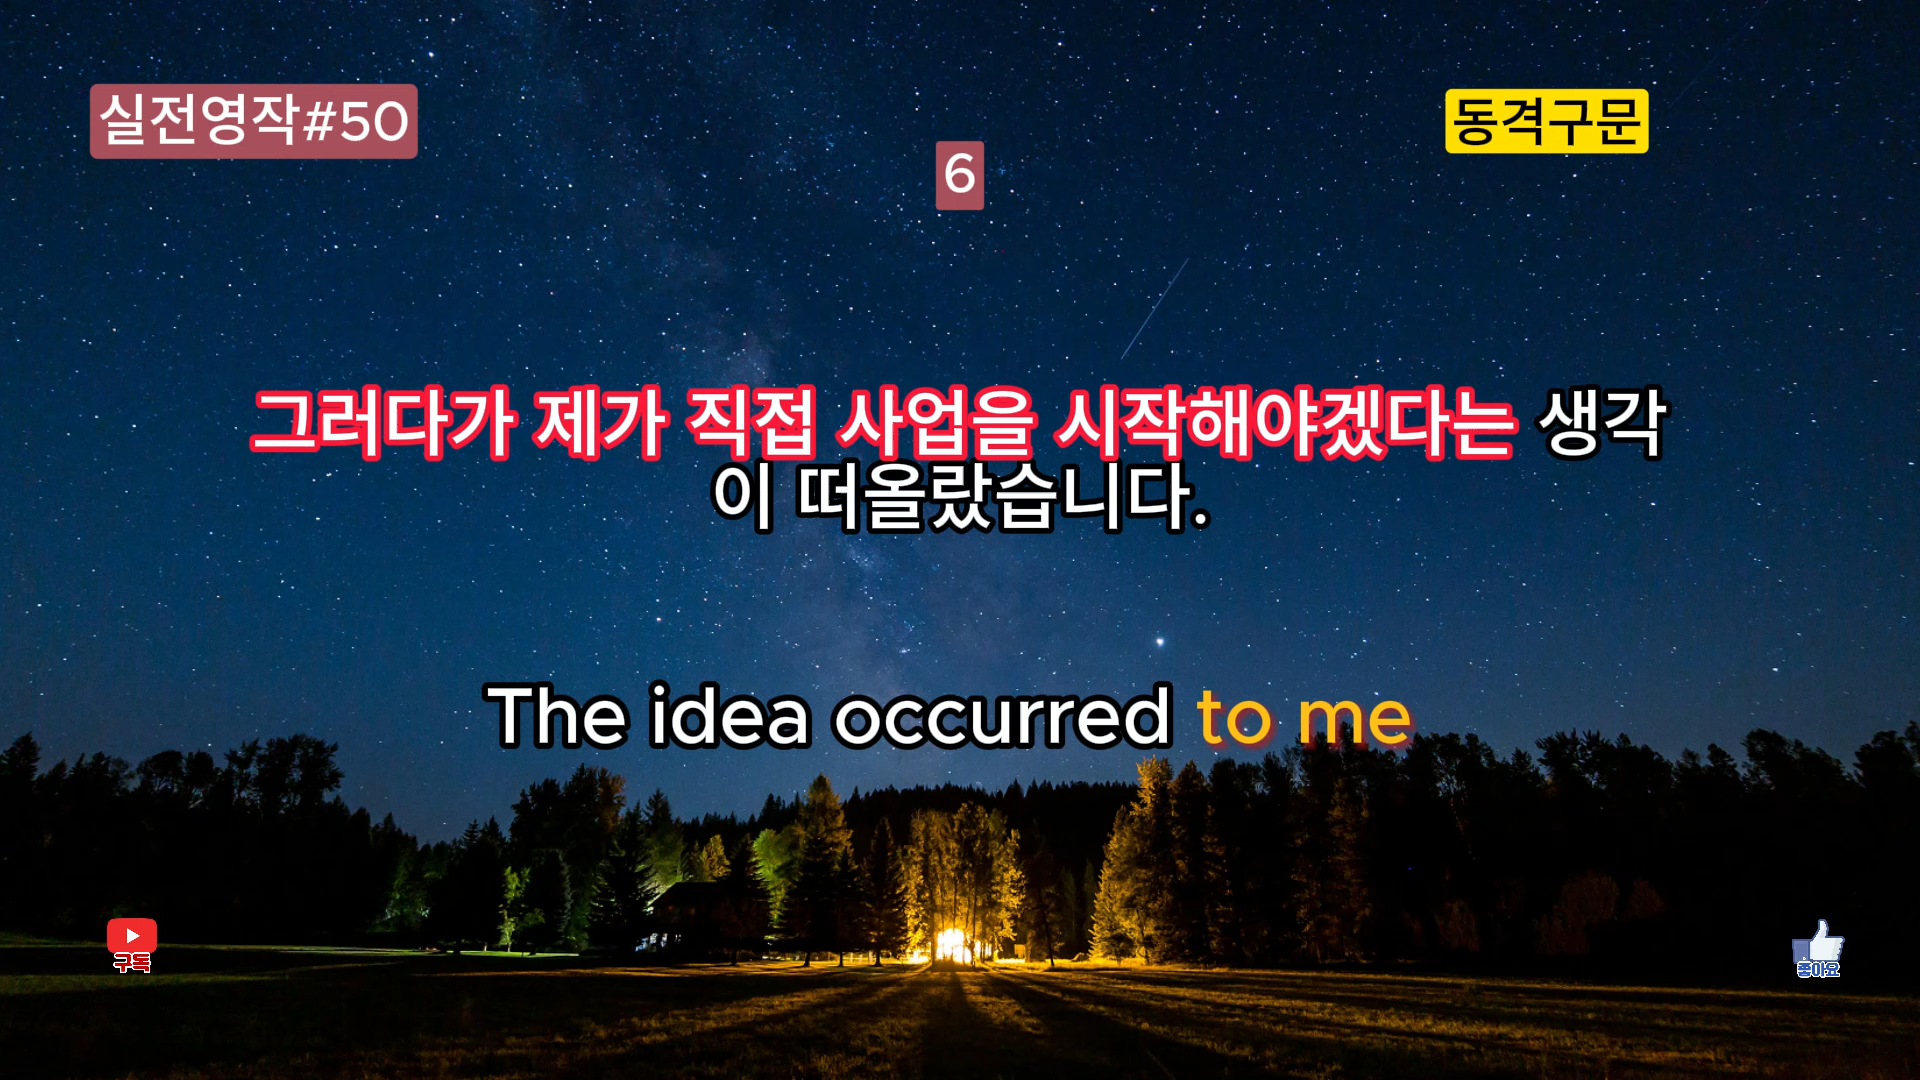 실전영작#50
동격구문
6
그러다가 제가 직접 사업을 시작해야겠다는 생각
이 떠올랐습니다.
The idea occurred to me
구독
좋아요